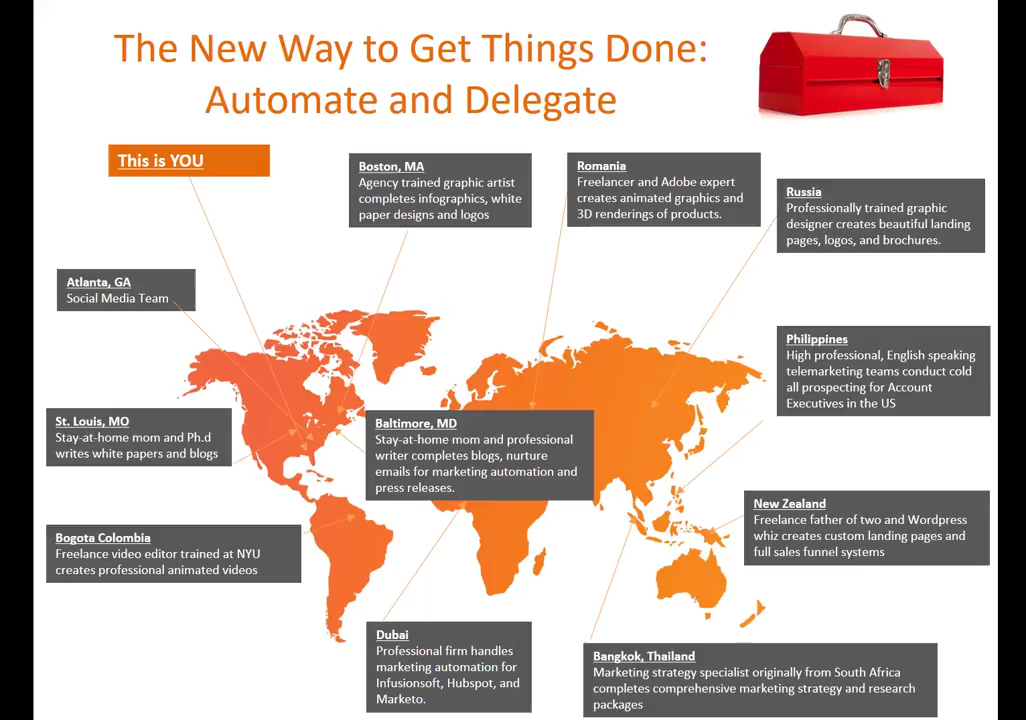 The New Way to Get Things Done:
Automate and Delegate
This is YOU
Boston, MA
Agency trained graphic artist
completes infographics, white
paper designs and logos
Romania
Freelancer and Adobe expert
creates animated graphics and
3D renderings of products.
Russia
Professionally trained graphic
designer creates beautiful landing
pages, logos, and brochures.
Atlanta, GA
Social Media Team
Philippines
High professional, English speaking
telemarketing teams conduct cold
all prospecting for Account
Executives in the US
St. Louis, MO
Stay-at-home mom and Ph.d
writes white papers and blogs
Baltimore, MD
Stay-at-home mom and professional
writer completes blogs, nurture
emails for marketing automation and
press releases.
New Zealand
Freelance father of two and Wordpress
whiz creates custom landing pages and
full sales funnel systems
Bogota Colombia
Freelance video editor trained at NYU
creates professional animated videos
Dubai
Professional firm handles
marketing automation for
Infusionsoft, Hubspot, and
Marketo.
Bangkok, Thailand
Marketing strategy specialist originally from South Africa
completes comprehensive marketing strategy and research
packages